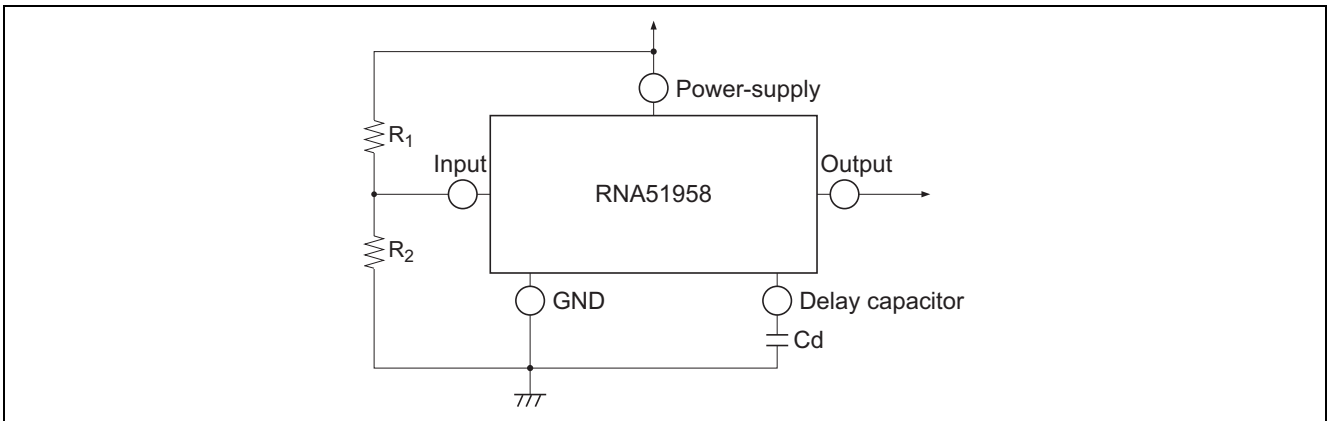 Power-supply
R1
Input
Output
RNA51958
R2
GND
Delay capacitor
Cd